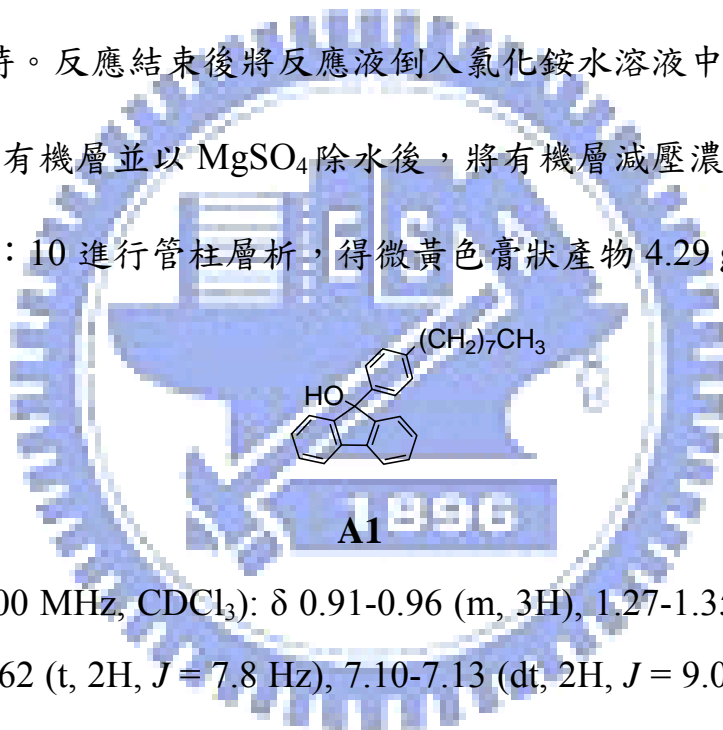 時。反應結束後將反應液倒入氯化銨水溶液中
有機層並以 MgSO₄ 除水後，將有機層減壓濃
：10 進行管柱層析，得微黃色膏狀產物 4.29 g
(CH₂)₇CH₃
HO
A1
1896
00 MHz, CDCl₃): δ 0.91-0.96 (m, 3H), 1.27-1.35
62 (t, 2H, J = 7.8 Hz), 7.10-7.13 (dt, 2H, J = 9.0